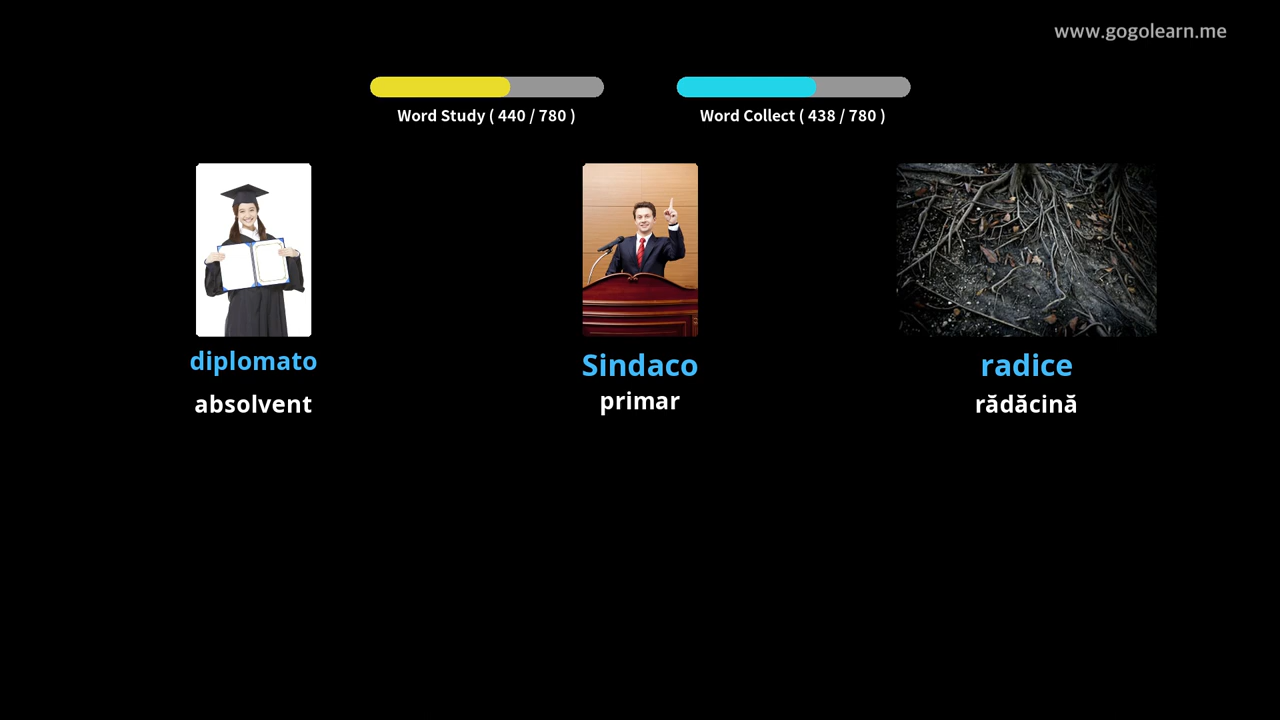 www.gogolearn.me
Word Study ( 440 / 780 )
Word Collect ( 438 / 780 )
diplomato
absolvent
Sindaco
primar
radice
rădăcină